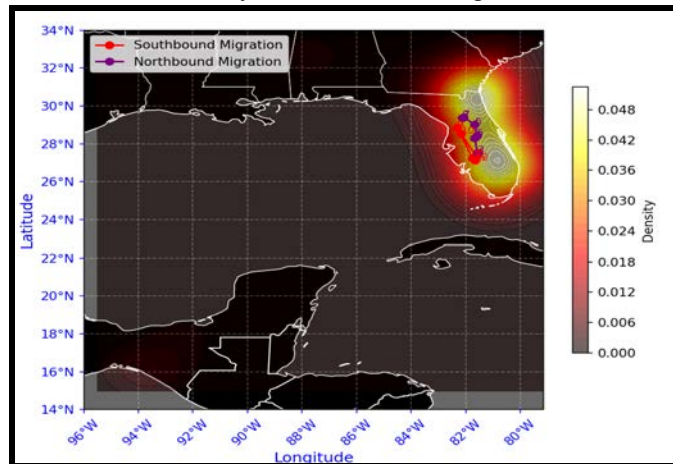 34°N
32°N
30°N
28°N
26°N
24°N
22°N
20°N
18°N
16°N
14°N
Latitude
Southbound Migration
Northbound Migration
96°W
94°W
92°W
90°W
88°W
86°W
84°W
82°W
80°W
Longitude
0.048
0.042
0.036
0.030
0.024
0.018
0.012
0.006
0.000
Density